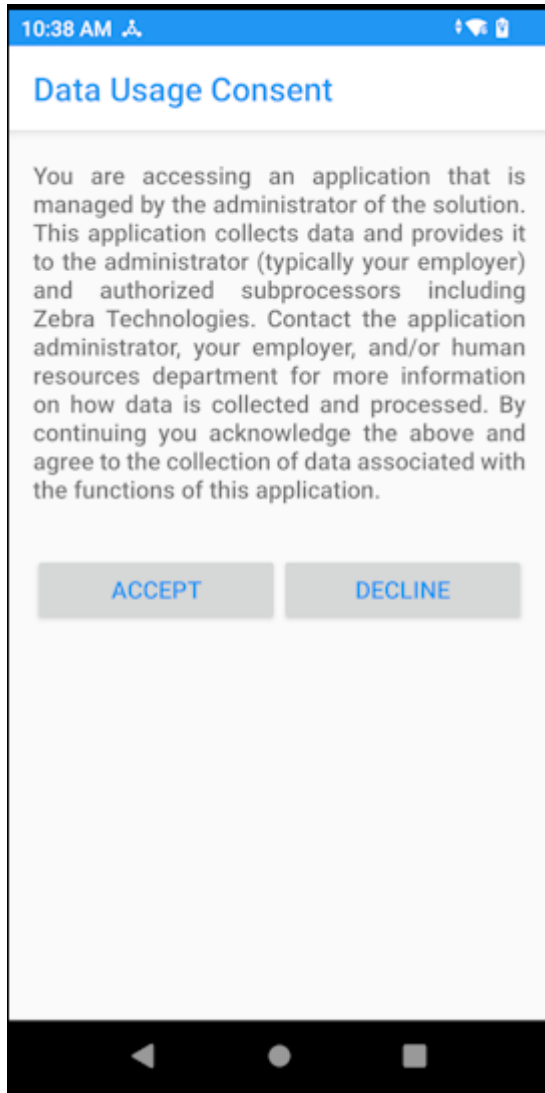 10:38 AM
Data Usage Consent
You are accessing an application that is
managed by the administrator of the solution.
This application collects data and provides it
to the administrator (typically your employer)
and authorized subprocessors including
Zebra Technologies. Contact the application
administrator, your employer, and/or human
resources department for more information
on how data is collected and processed. By
continuing you acknowledge the above and
agree to the collection of data associated with
the functions of this application.
ACCEPT DECLINE